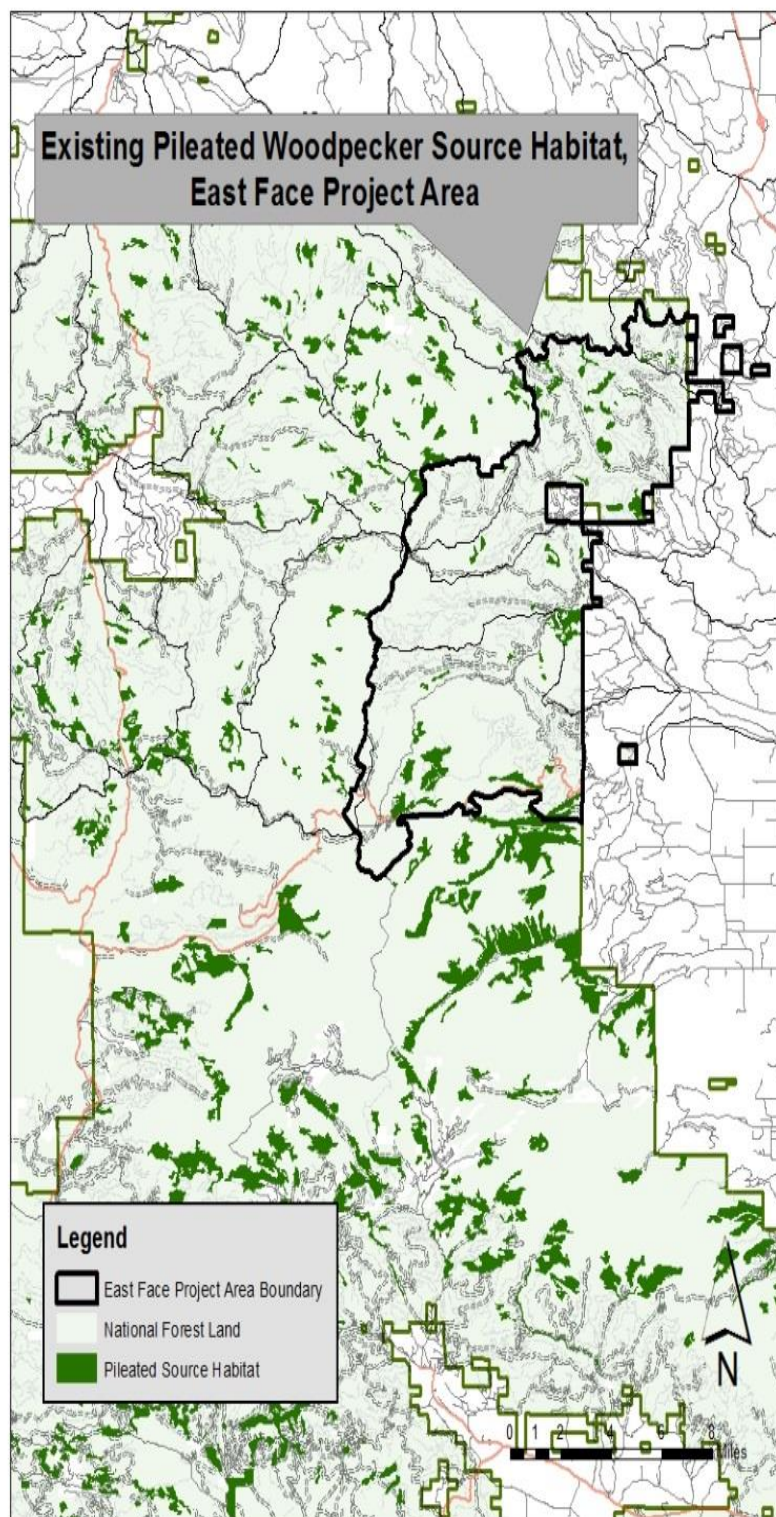 Existing Pileated Woodpecker Source Habitat,
East Face Project Area
Legend
East Face Project Area Boundary
National Forest Land
Pileated Source Habitat
N
0 1 2 4 6 8
Miles